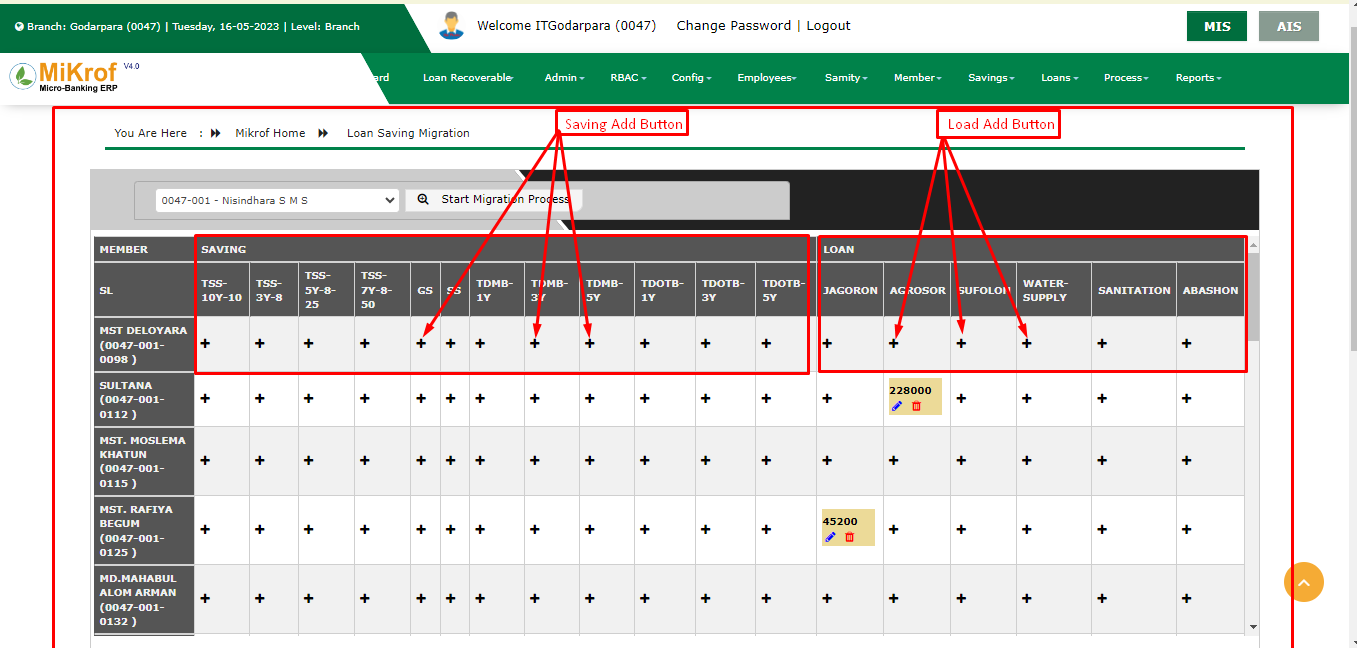 Branch: Godarpara (0047) | Tuesday, 16-05-2023 | Level: Branch
Welcome ITGodarpara (0047) Change Password | Logout
MIS AIS
MiKrof V4.0
Micro-Banking ERP
ard Loan Recoverable Admin RBAC Config Employees Samity Member Savings Loans Process Reports
Saving Add Button Load Add Button
You Are Here : Mikrof Home Loan Saving Migration
0047-001 - Nisindhara S M S Start Migration Process
MEMBER SAVING LOAN
SL TSS-10Y-10 TSS-3Y-8 TSS-5Y-8-25 TSS-7Y-8-50 GS SS TDMB-1Y TDMB-3Y TDMB-5Y TDOTB-1Y TDOTB-3Y TDOTB-5Y JAGORON AGROSOR SUFOLON WATER-SUPPLY SANITATION ABASHON
MST DELOYARA
(0047-001-
0098 )
+ + + + + + + + + + + + + + + + + +
SULTANA
(0047-001-
0112 )
+ + + + + + + + + + + + + 228000 + + + +
MST. MOSLEMA
KHATUN
(0047-001-
0115 )
+ + + + + + + + + + + + + + + + + +
MST. RAFIYA
BEGUM
(0047-001-
0125 )
+ + + + + + + + + + + + 45200 + + + + +
MD.MAHABUL
ALOM ARMAN
(0047-001-
0132 )
+ + + + + + + + + + + + + + + + + +